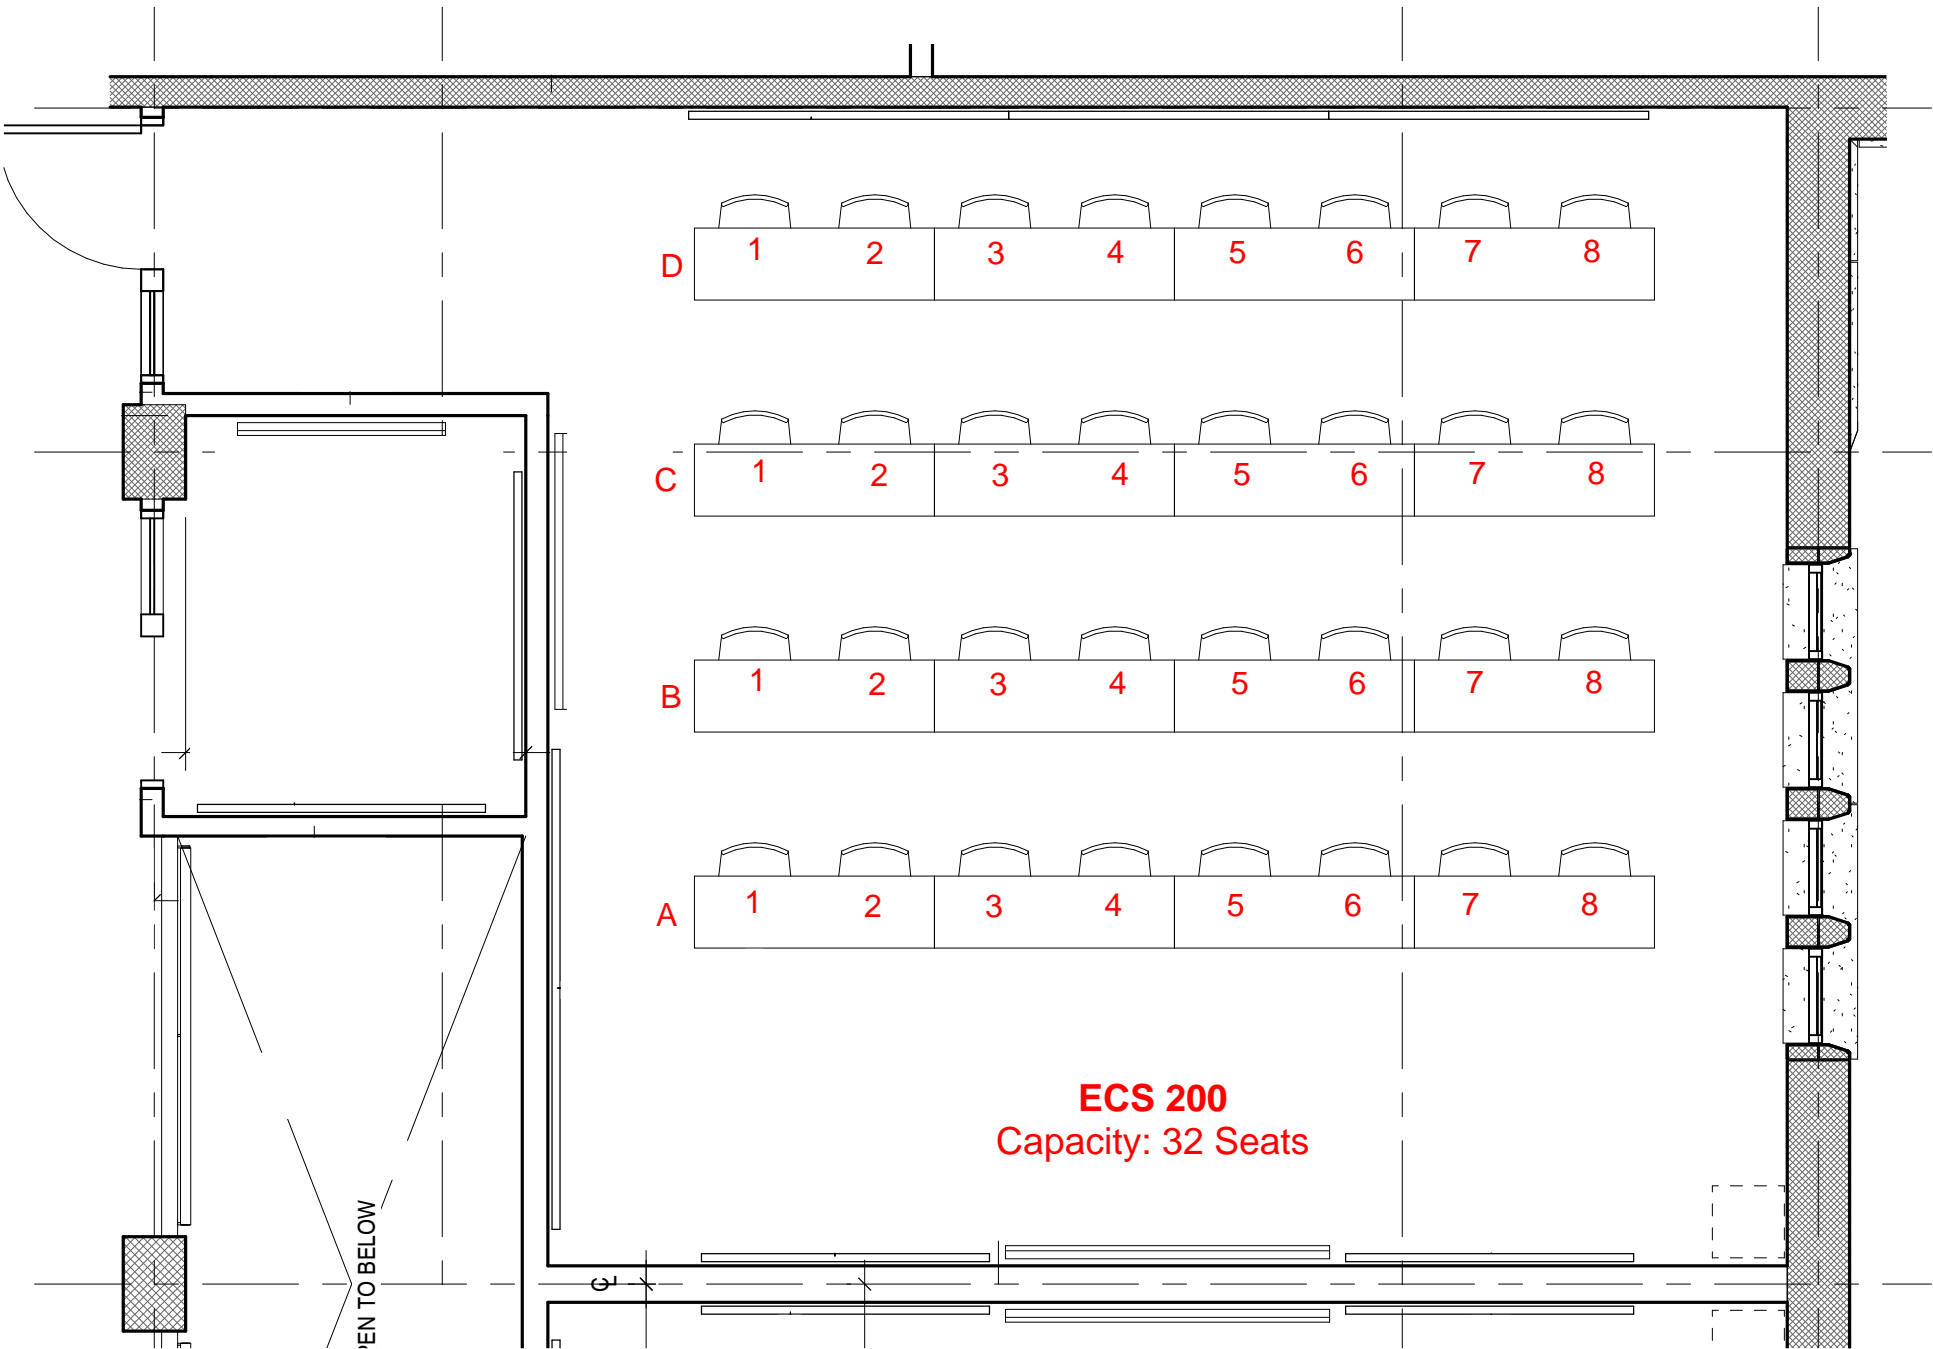 D 1 2 3 4 5 6 7 8
C 1 2 3 4 5 6 7 8
B 1 2 3 4 5 6 7 8
A 1 2 3 4 5 6 7 8
ECS 200
Capacity: 32 Seats
PEN TO BELOW
CL